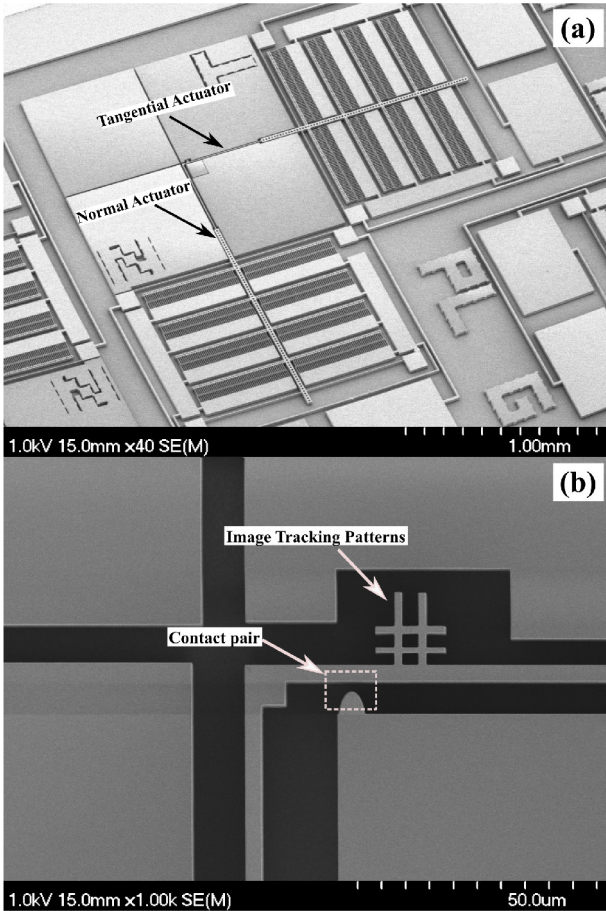 (a)
Tangential Actuator
Normal Actuator
1.0kV 15.0mm x40 SE(M)
1.00mm
(b)
Image Tracking Patterns
Contact pair
1.0kV 15.0mm x1.00k SE(M)
50.0um